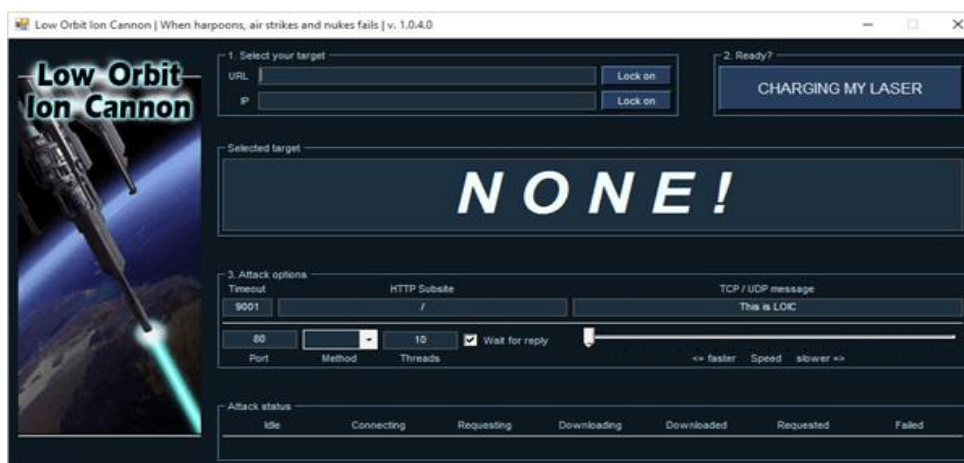 Low Orbit Ion Cannon | When harpoons, air strikes and nukes fails | v. 1.0.4.0
Low Orbit
Ion Cannon
1. Select your target
URL
Lock on
IP
Lock on
2. Ready?
CHARGING MY LASER
Selected target
NONE!
3. Attack options
Timeout HTTP Subsite TCP / UDP message
9001 / This is LOIC
80 10 Wait for reply
Port Method Threads <= faster Speed slower =>
Attack status
Idle Connecting Requesting Downloading Downloaded Requested Failed